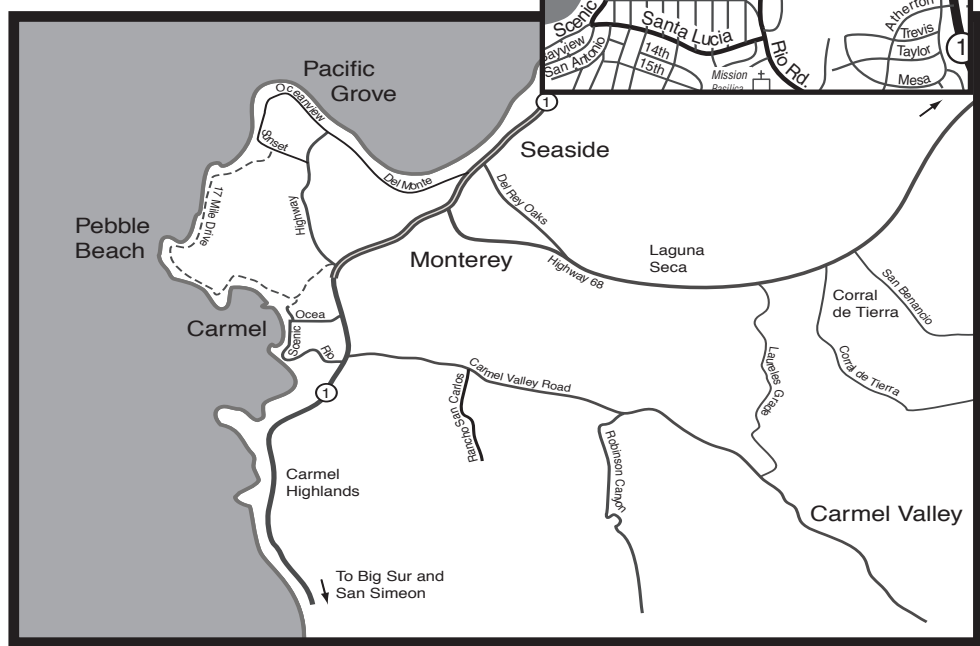 Atherton
Scenic
Santa Lucia
Trevis
1
Bayview
San Antonio
14th
15th
Rio Rd.
Taylor
Mission
Basilica
Mesa
Pacific
Grove
Oceanview
1
Sunset
Seaside
Del Monte
Del Rey Oaks
17 Mile Drive
Highway
Pebble
Beach
Monterey
Highway 68
Laguna
Seca
San Benancio
Corral
de Tierra
Carmel
Ocea
Scenic
Rio
Carmel Valley Road
Laureles Grade
Corral de Tierra
1
Rancho San Carlos
Robinson Canyon
Carmel
Highlands
Carmel Valley
To Big Sur and
San Simeon